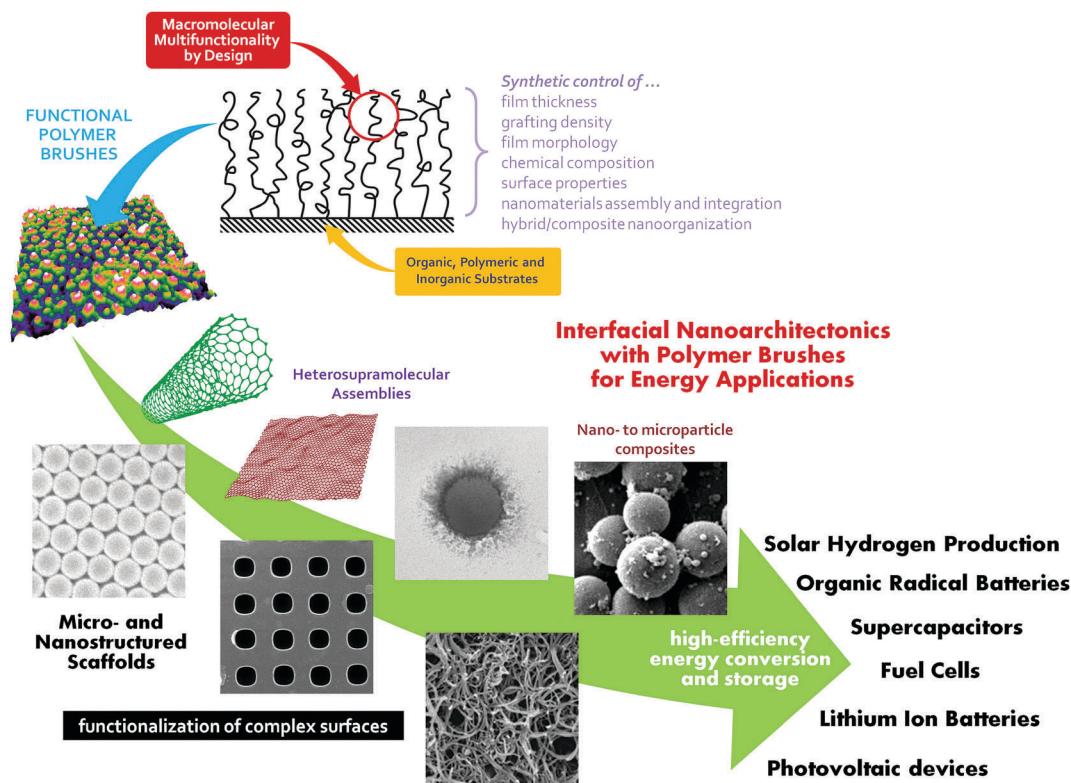 Macromolecular
Multifunctionality
by Design
FUNCTIONAL
POLYMER
BRUSHES
Synthetic control of ...
film thickness
grafting density
film morphology
chemical composition
surface properties
nanomaterials assembly and integration
hybrid/composite nanoorganization
Organic, Polymeric and
Inorganic Substrates
Interfacial Nanoarchitectonics
with Polymer Brushes
for Energy Applications
Heterosupramolecular
Assemblies
Nano- to microparticle
composites
Micro- and
Nanostructured
Scaffolds
functionalization of complex surfaces
high-efficiency
energy conversion
and storage
Solar Hydrogen Production
Organic Radical Batteries
Supercapacitors
Fuel Cells
Lithium Ion Batteries
Photovoltaic devices